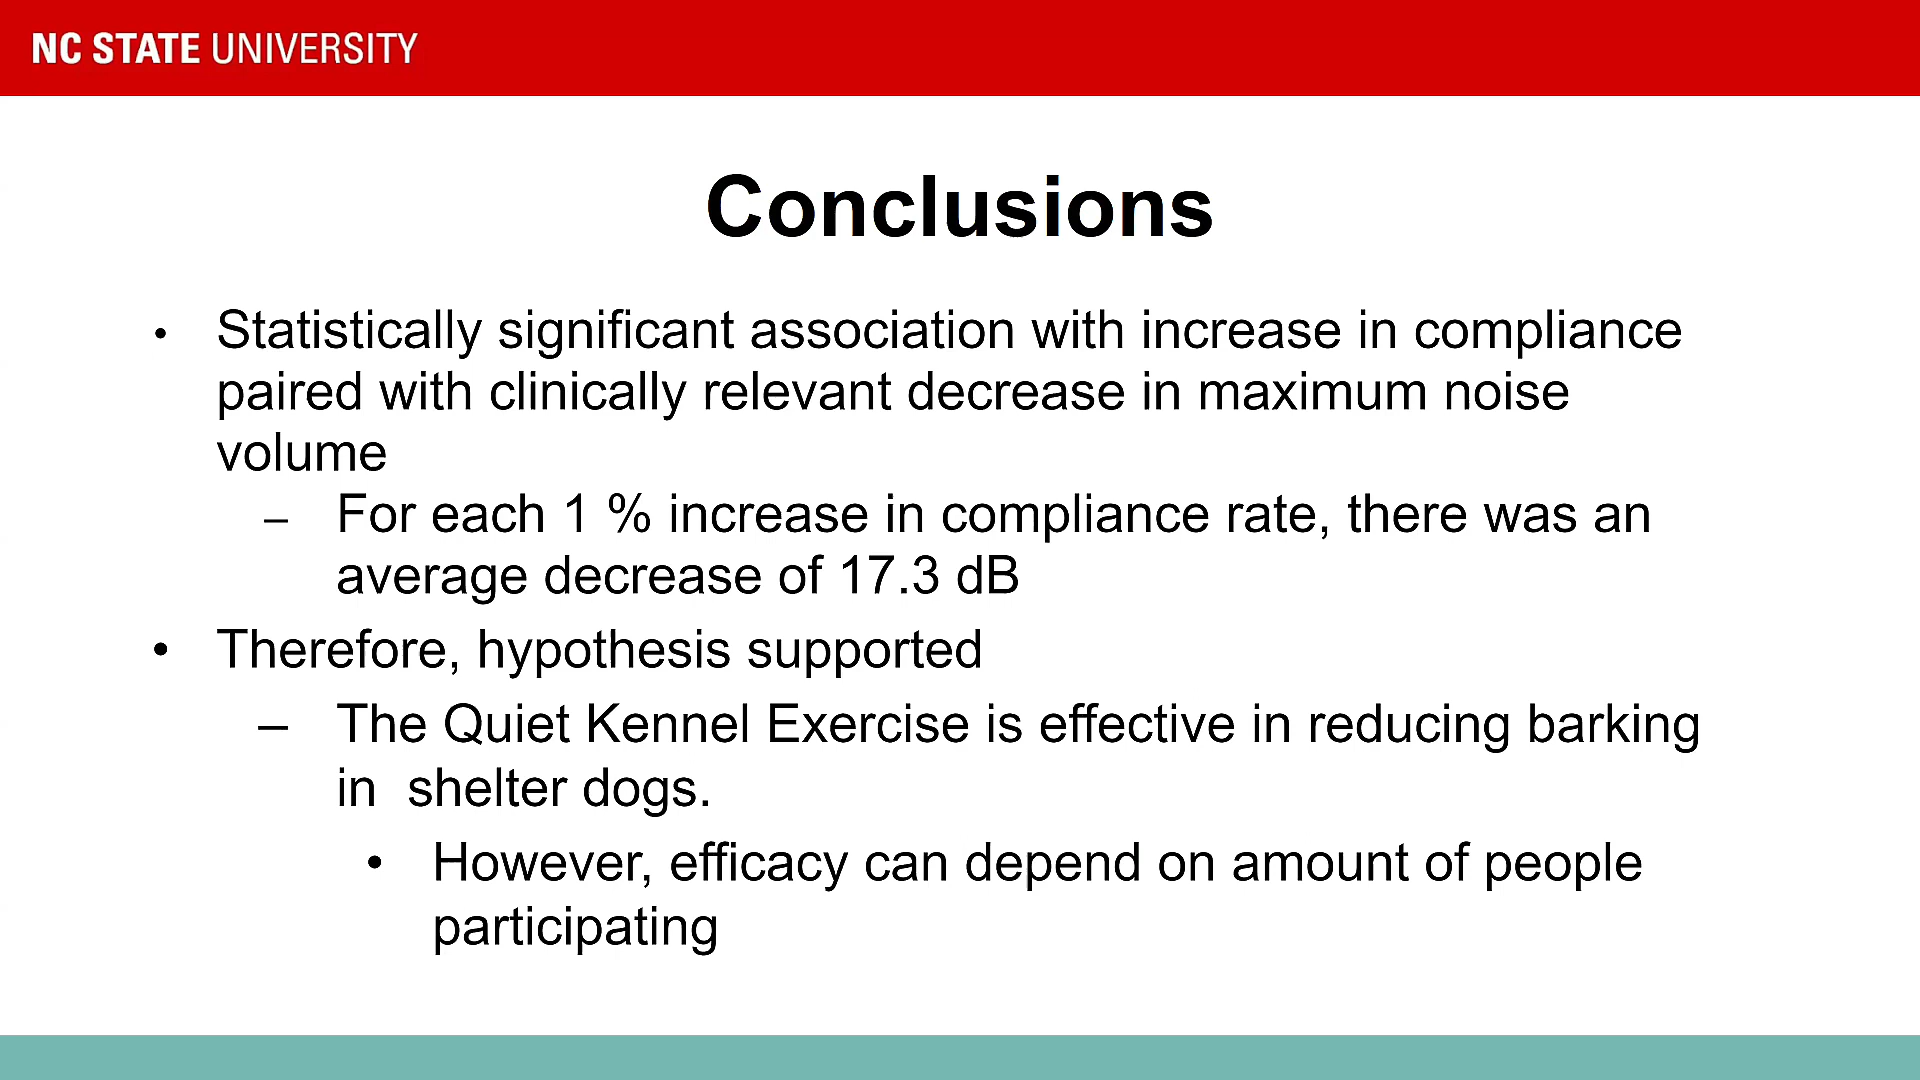 NC STATE UNIVERSITY
Conclusions
• Statistically significant association with increase in compliance
paired with clinically relevant decrease in maximum noise
volume
– For each 1 % increase in compliance rate, there was an
average decrease of 17.3 dB
• Therefore, hypothesis supported
– The Quiet Kennel Exercise is effective in reducing barking
in  shelter dogs.
• However, efficacy can depend on amount of people
participating